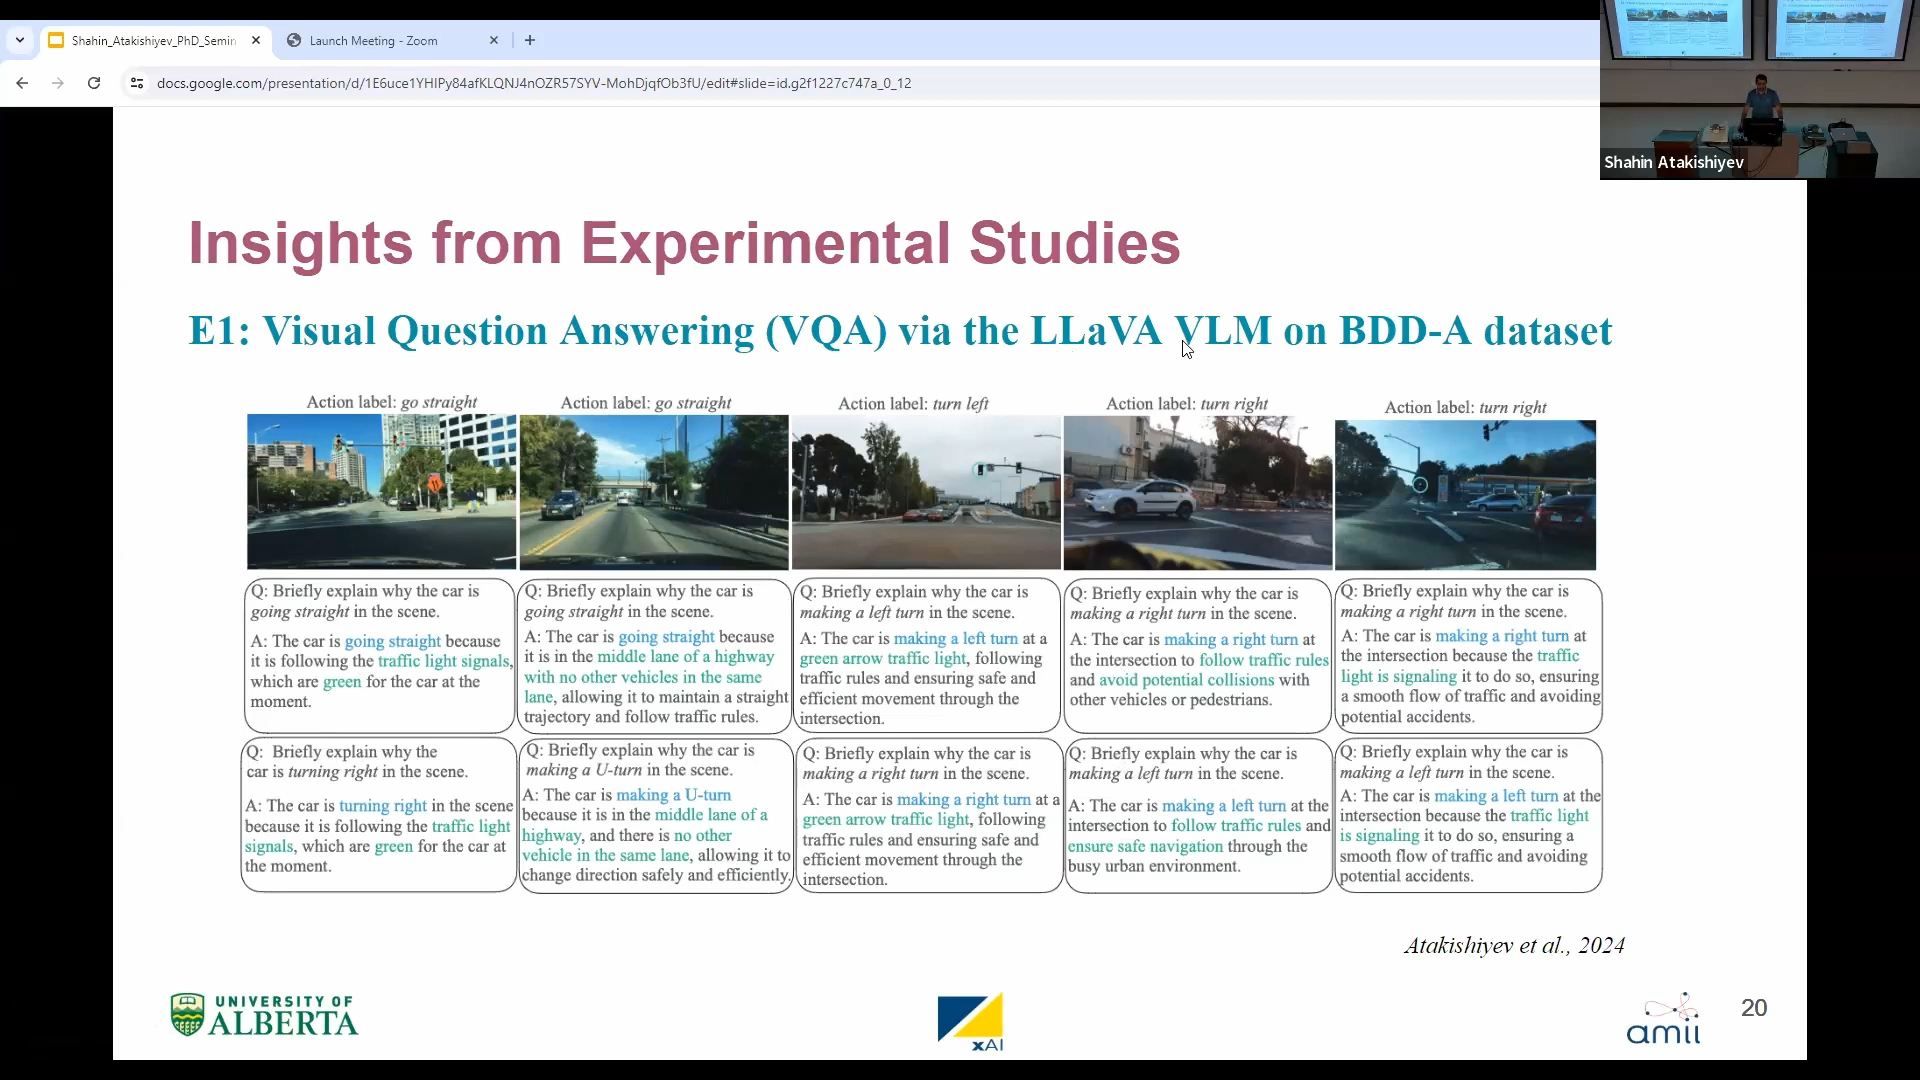 Shahin_Atakishiyev_PhD_Semin
Launch Meeting - Zoom
docs.google.com/presentation/d/1E6uce1YHIPy84afKLQNJ4nOZR57SYV-MohDjqfOb3fU/edit#slide=id.g2f1227c747a_0_12
Shahin Atakishiyev
Insights from Experimental Studies
E1: Visual Question Answering (VQA) via the LLaVA VLM on BDD-A dataset
Action label: go straight
Action label: go straight
Action label: turn left
Action label: turn right
Action label: turn right
Q: Briefly explain why the car is
going straight in the scene.
A: The car is going straight because
it is following the traffic light signals,
which are green for the car at the
moment.
Q: Briefly explain why the car is
going straight in the scene.
A: The car is going straight because
it is in the middle lane of a highway
with no other vehicles in the same
lane, allowing it to maintain a straight
trajectory and follow traffic rules.
Q: Briefly explain why the car is
making a left turn in the scene.
A: The car is making a left turn at a
green arrow traffic light, following
traffic rules and ensuring safe and
efficient movement through the
intersection.
Q: Briefly explain why the car is
making a right turn in the scene.
A: The car is making a right turn at
the intersection to follow traffic rules
and avoid potential collisions with
other vehicles or pedestrians.
Q: Briefly explain why the car is
making a right turn in the scene.
A: The car is making a right turn at
the intersection because the traffic
light is signaling it to do so, ensuring
a smooth flow of traffic and avoiding
potential accidents.
Q: Briefly explain why the
car is turning right in the scene.
A: The car is turning right in the scene
because it is following the traffic light
signals, which are green for the car at
the moment.
Q: Briefly explain why the car is
making a U-turn in the scene.
A: The car is making a U-turn
because it is in the middle lane of a
highway, and there is no other
vehicle in the same lane, allowing it to
change direction safely and efficiently.
Q: Briefly explain why the car is
making a right turn in the scene.
A: The car is making a right turn at a
green arrow traffic light, following
traffic rules and ensuring safe and
efficient movement through the
intersection.
Q: Briefly explain why the car is
making a left turn in the scene.
A: The car is making a left turn at the
intersection to follow traffic rules and
ensure safe navigation through the
busy urban environment.
Q: Briefly explain why the car is
making a left turn in the scene.
A: The car is making a left turn at the
intersection because the traffic light
is signaling it to do so, ensuring a
smooth flow of traffic and avoiding
potential accidents.
Atakishiyev et al., 2024
UNIVERSITY OF
ALBERTA
xAI
amii
20